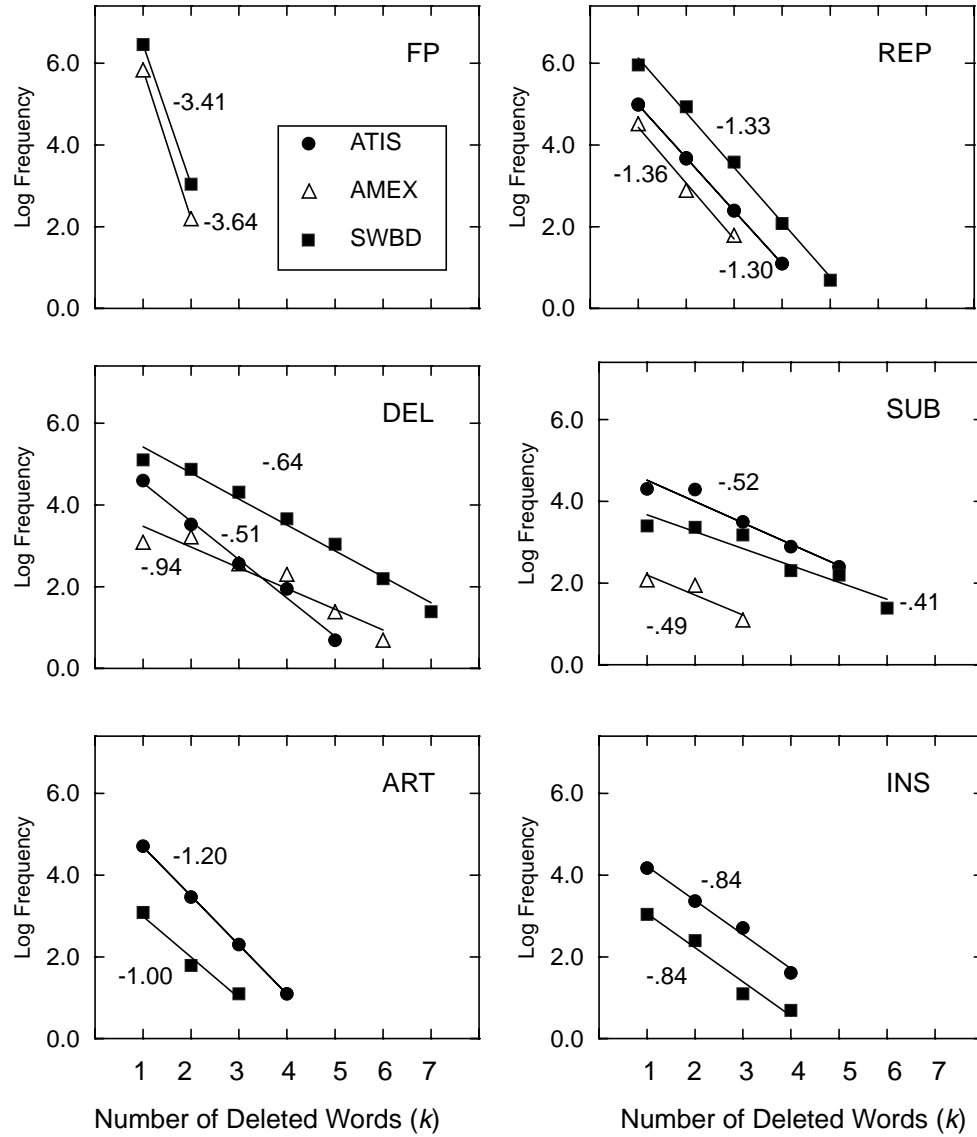 FP
6.0
4.0
2.0
0.0
Log Frequency
-3.41
-3.64
ATIS
AMEX
SWBD
REP
6.0
4.0
2.0
0.0
Log Frequency
-1.33
-1.36
-1.30
DEL
6.0
4.0
2.0
0.0
Log Frequency
-.64
-.51
-.94
SUB
6.0
4.0
2.0
0.0
Log Frequency
-.52
-.41
-.49
ART
6.0
4.0
2.0
0.0
Log Frequency
-1.20
-1.00
1 2 3 4 5 6 7
Number of Deleted Words (k)
INS
6.0
4.0
2.0
0.0
Log Frequency
-.84
-.84
1 2 3 4 5 6 7
Number of Deleted Words (k)